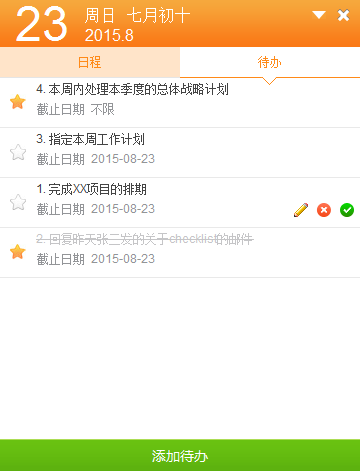 23
周日 七月初十
2015.8
日程
待办
4. 本周内处理本季度的总体战略计划
截止日期 不限
3. 指定本周工作计划
截止日期 2015-08-23
1. 完成XX项目的排期
截止日期 2015-08-23
2. 回复昨天张三发的关于checklist的邮件
截止日期 2015-08-23
添加待办